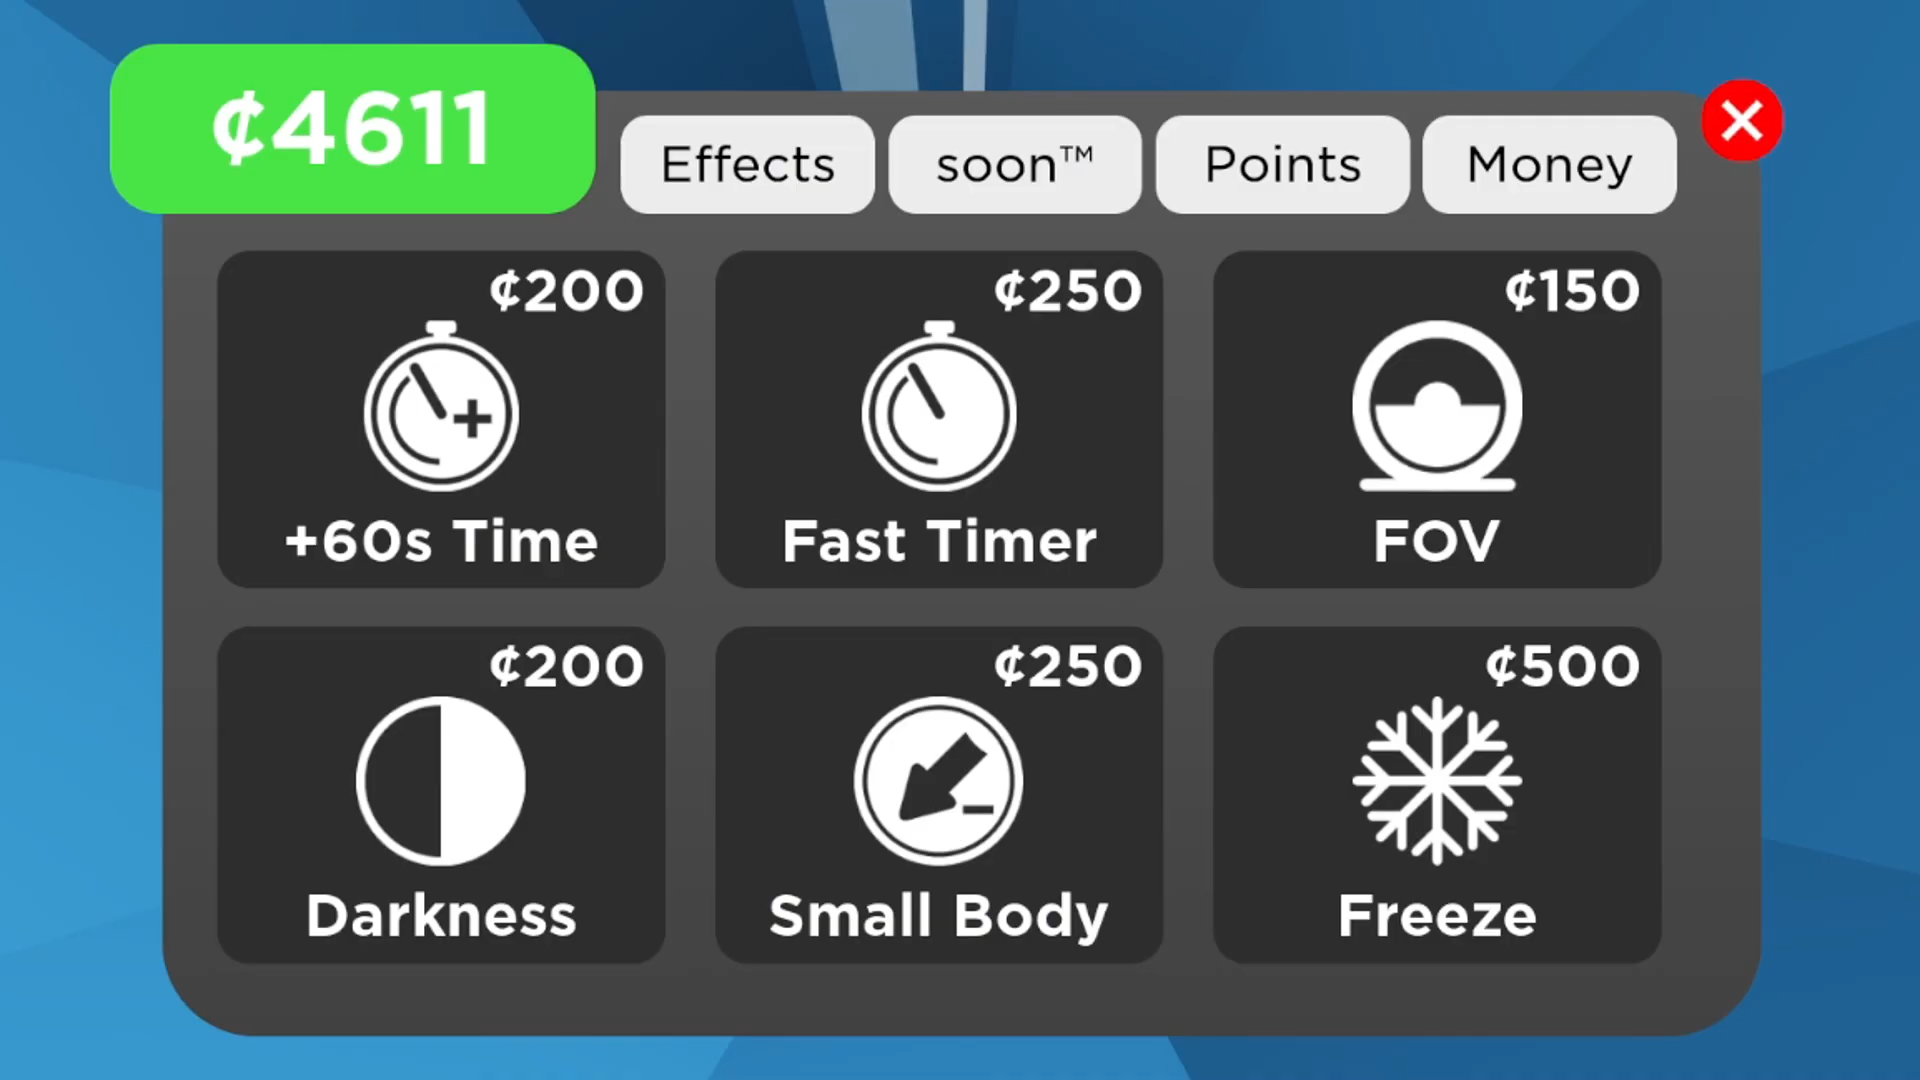 ¢4611
Effects
soon™
Points
Money
¢200
+60s Time
¢250
Fast Timer
¢150
FOV
¢200
Darkness
¢250
Small Body
¢500
Freeze